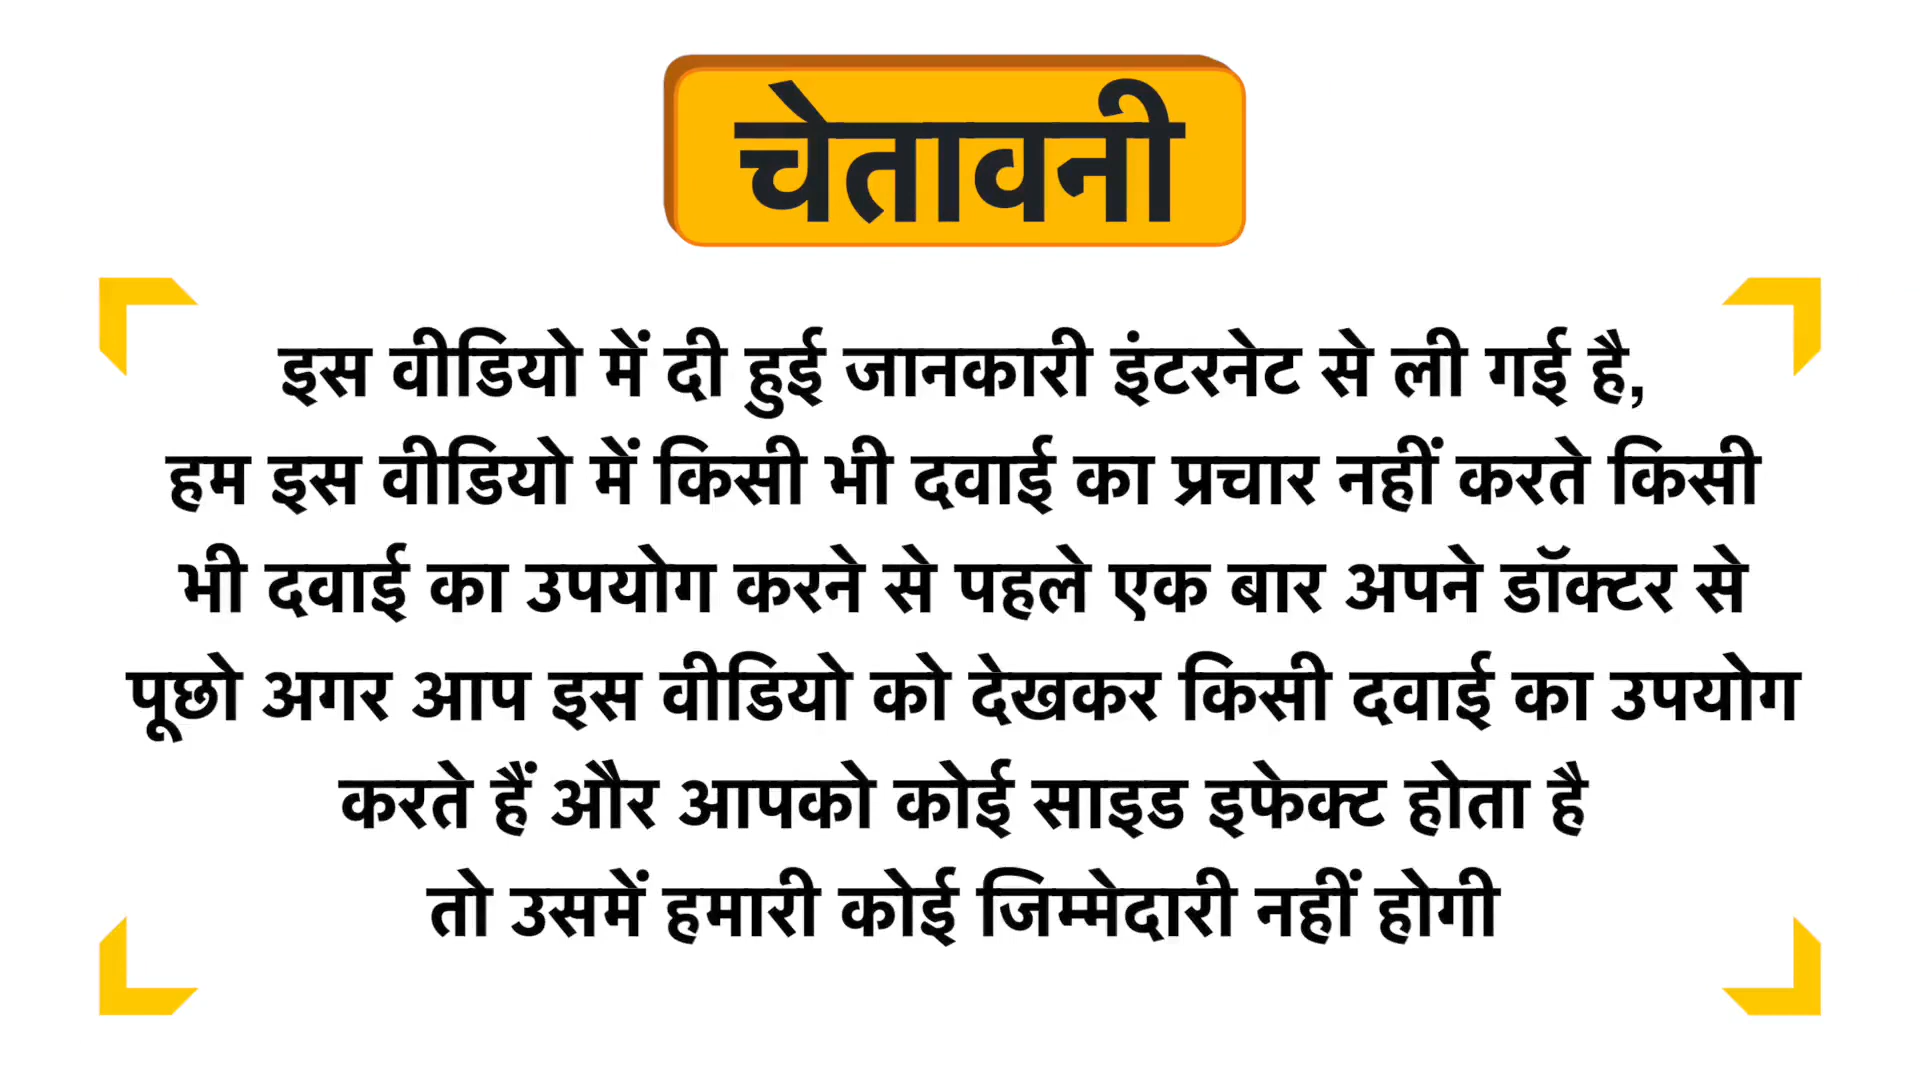 चेतावनी
इस वीडियो में दी हुई जानकारी इंटरनेट से ली गई है,
हम इस वीडियो में किसी भी दवाई का प्रचार नहीं करते किसी
भी दवाई का उपयोग करने से पहले एक बार अपने डॉक्टर से
पूछो अगर आप इस वीडियो को देखकर किसी दवाई का उपयोग
करते हैं और आपको कोई साइड इफेक्ट होता है
तो उसमें हमारी कोई जिम्मेदारी नहीं होगी